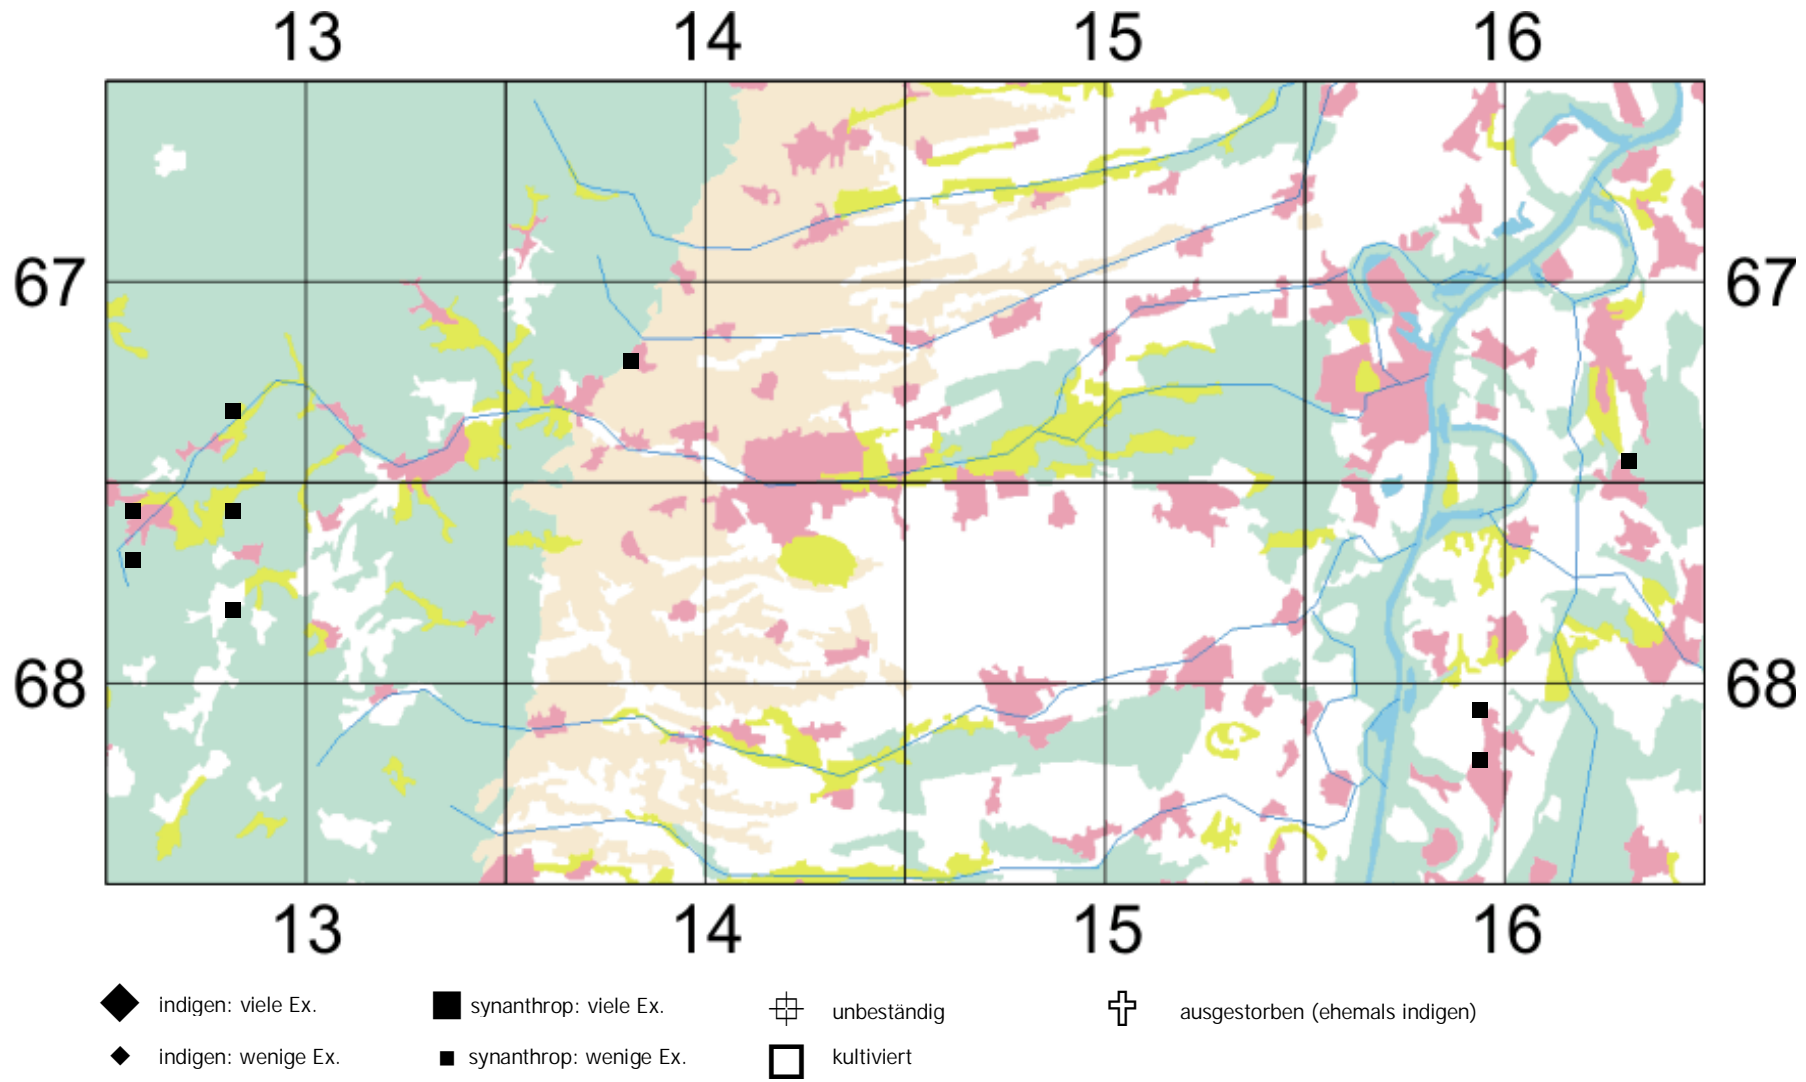 13 14 15 16
67 67
68 68
13 14 15 16
indigen: viele Ex. synanthrop: viele Ex. unbeständig ausgestorben (ehemals indigen)
indigen: wenige Ex. synanthrop: wenige Ex. kultiviert